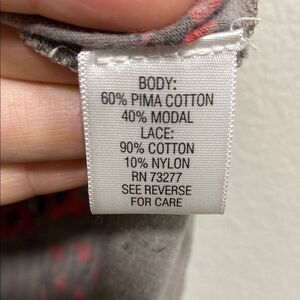 BODY:
60% PIMA COTTON
40% MODAL
LACE:
90% COTTON
10% NYLON
RN 73277
SEE REVERSE
FOR CARE